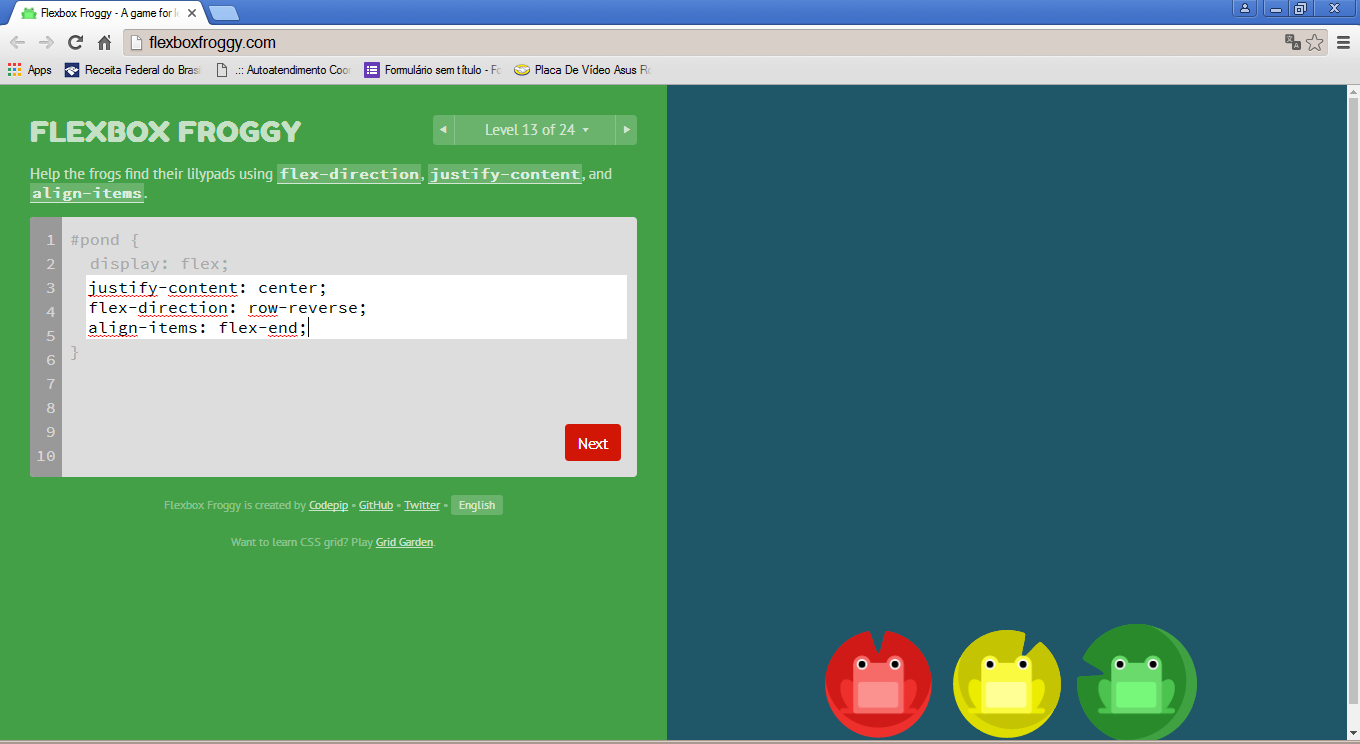 Flexbox Froggy - A game for l
flexboxfroggy.com
Apps Receita Federal do Bras .:: Autoatendimento Coo Formulário sem título - Fo Placa De Vídeo Asus R
FLEXBOX FROGGY
◄ Level 13 of 24 ▾ ►
Help the frogs find their lilypads using flex-direction, justify-content, and
align-items.
1 #pond {
2 display: flex;
3 justify-content: center;
4 flex-direction: row-reverse;
5 align-items: flex-end;
6 }
7
8
9
10
Next
Flexbox Froggy is created by Codepip • GitHub • Twitter • English
Want to learn CSS grid? Play Grid Garden.